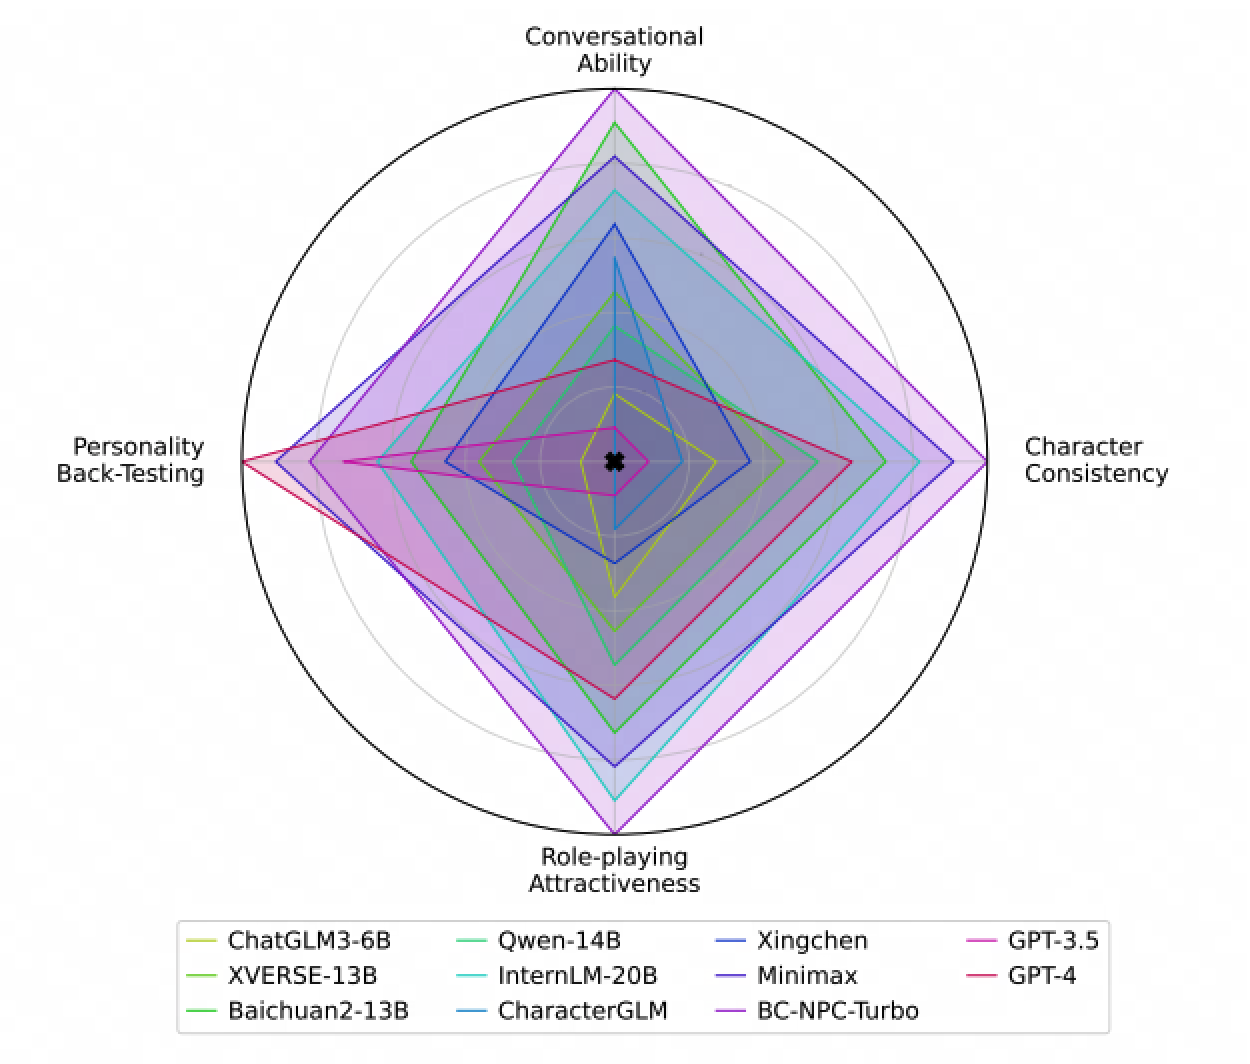 Conversational
Ability
Personality
Back-Testing
Character
Consistency
Role-playing
Attractiveness
ChatGLM3-6B
XVERSE-13B
Baichuan2-13B
Qwen-14B
InternLM-20B
CharacterGLM
Xingchen
Minimax
BC-NPC-Turbo
GPT-3.5
GPT-4